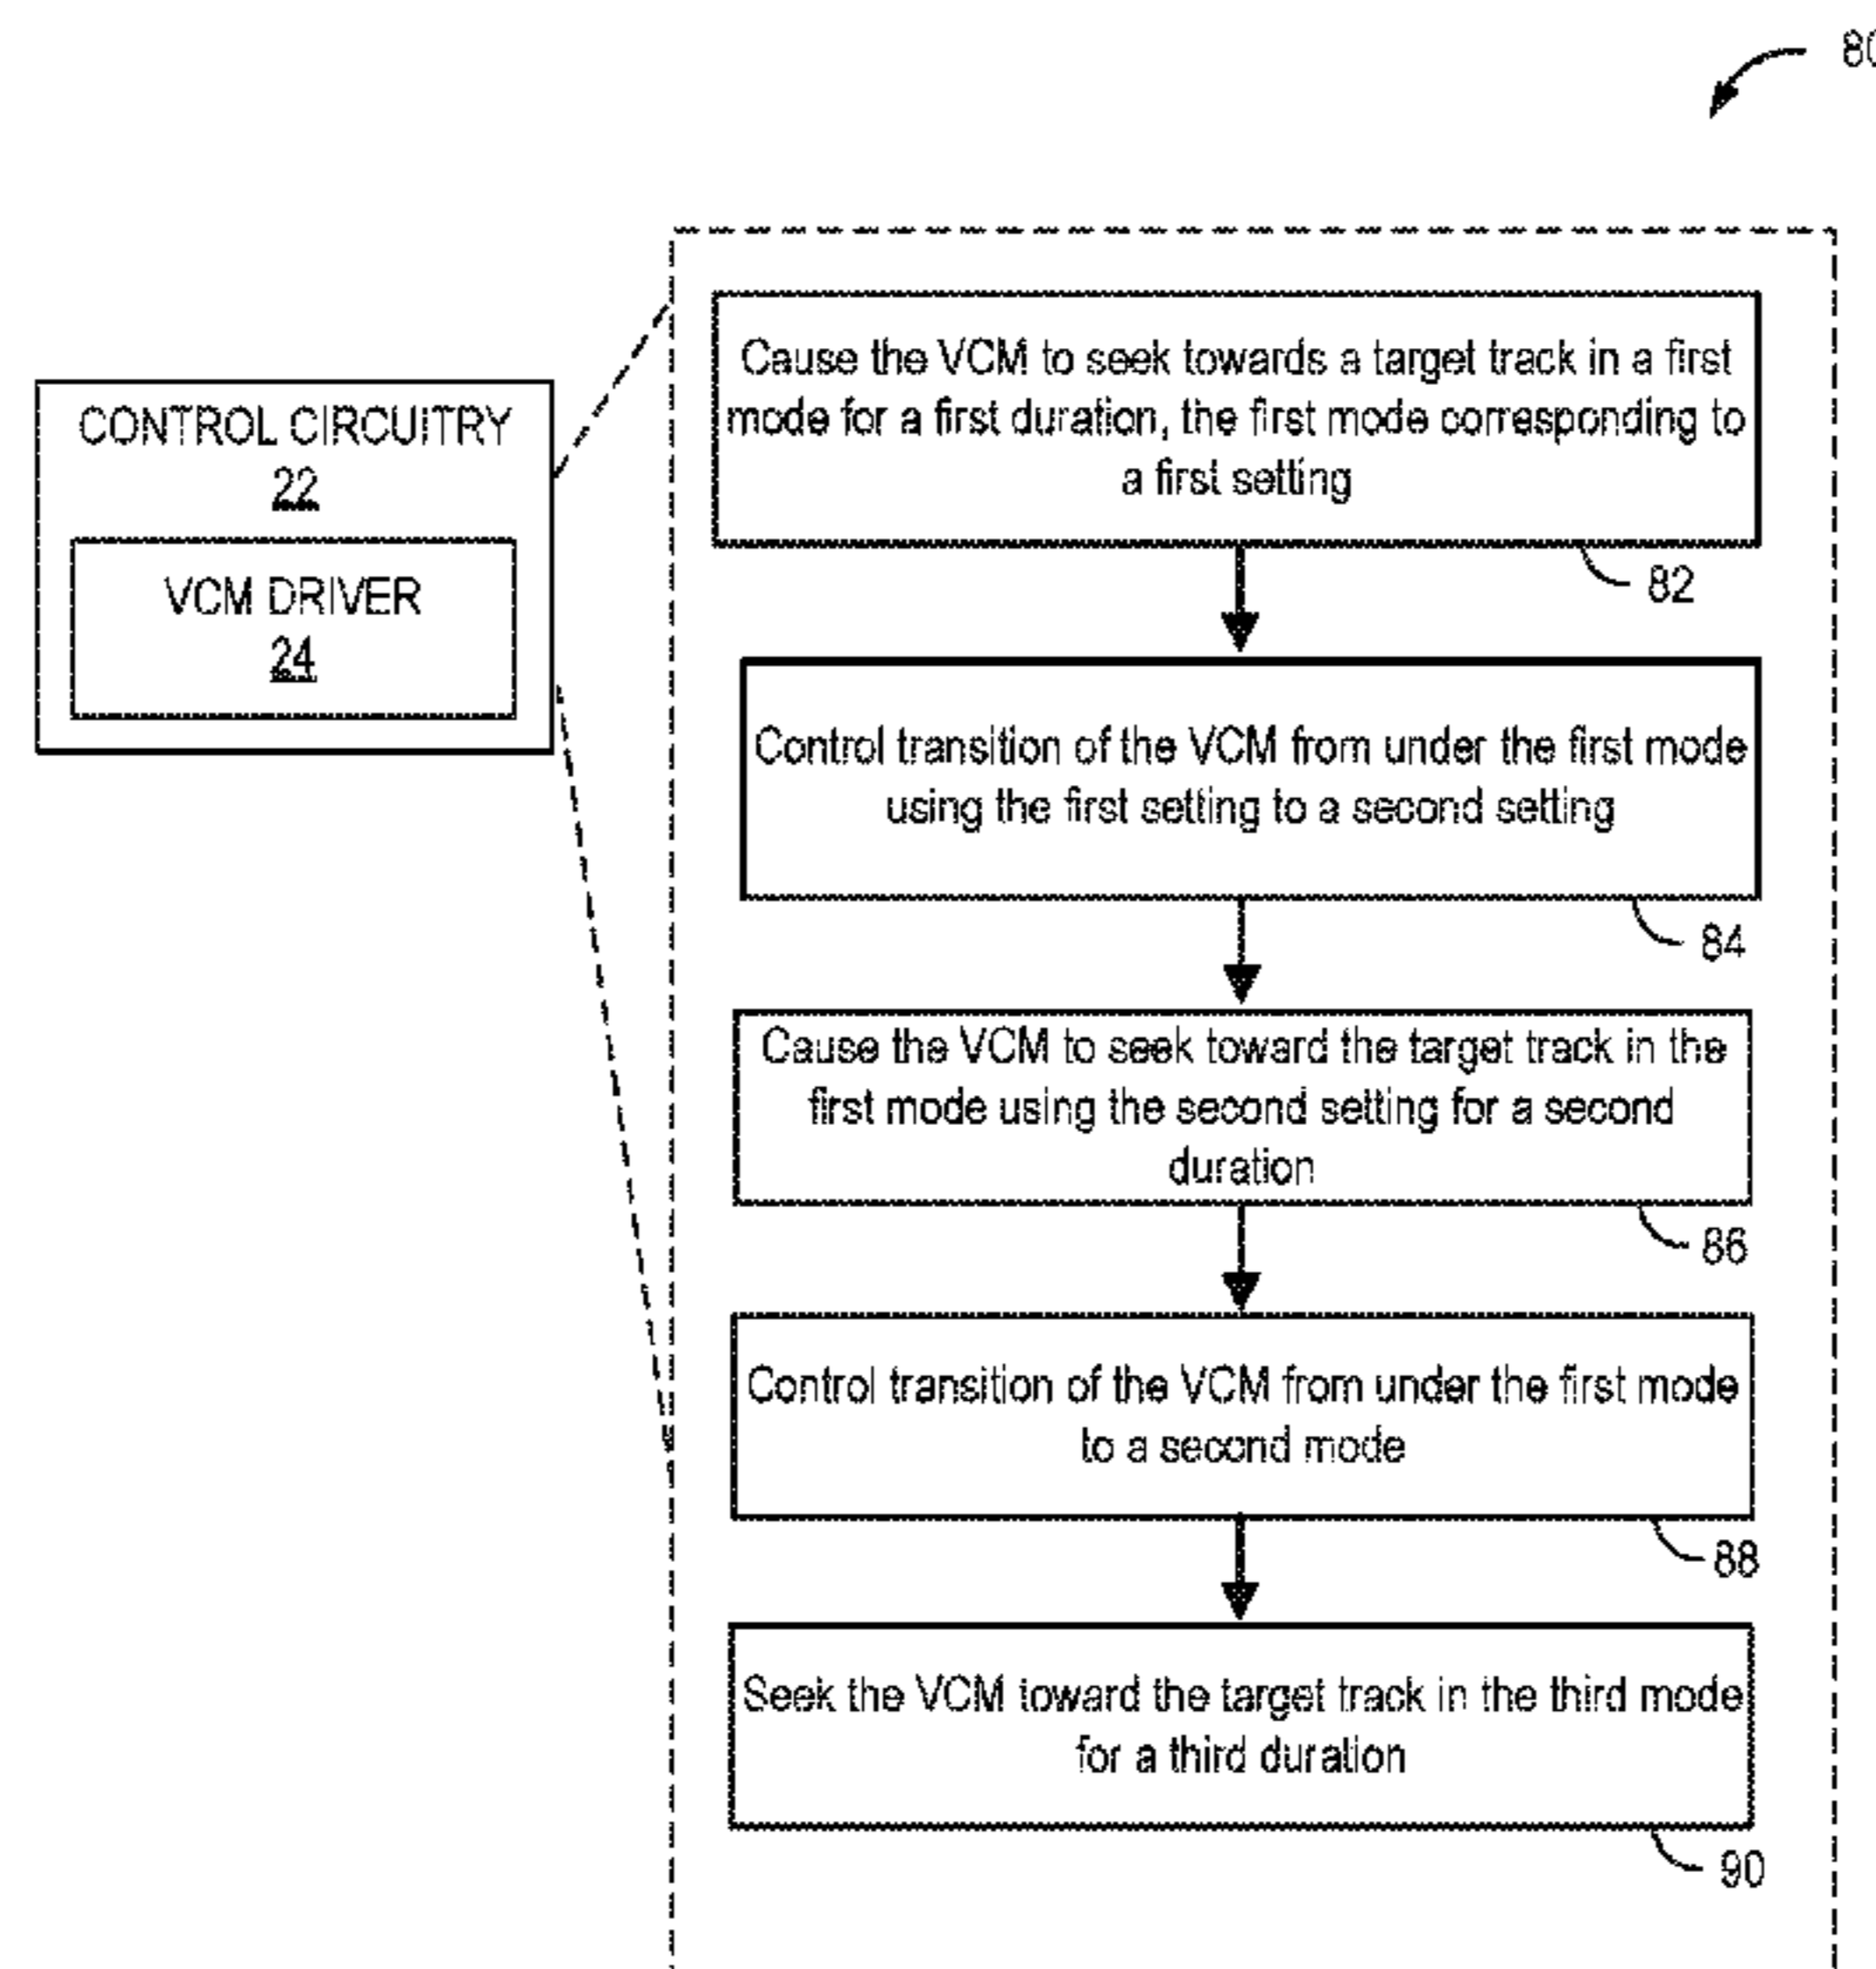 80
CONTROL CIRCUITRY
22
VCM DRIVER
24
Cause the VCM to seek towards a target track in a first
mode for a first duration, the first mode corresponding to
a first setting
82
Control transition of the VCM from under the first mode
using the first setting to a second setting
84
Cause the VCM to seek toward the target track in the
first mode using the second setting for a second
duration
86
Control transition of the VCM from under the first mode
to a second mode
88
Seek the VCM toward the target track in the third mode
for a third duration
90